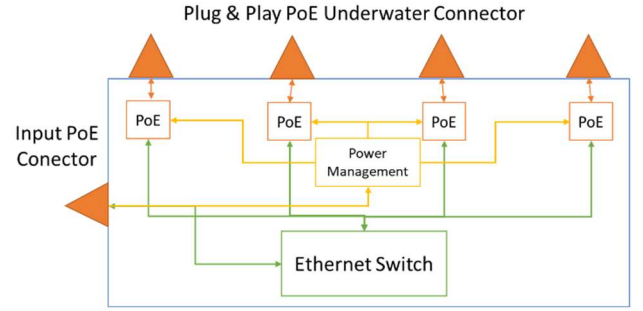 Plug & Play PoE Underwater Connector
PoE
PoE
PoE
PoE
Input PoE
Conector
Power
Management
Ethernet Switch